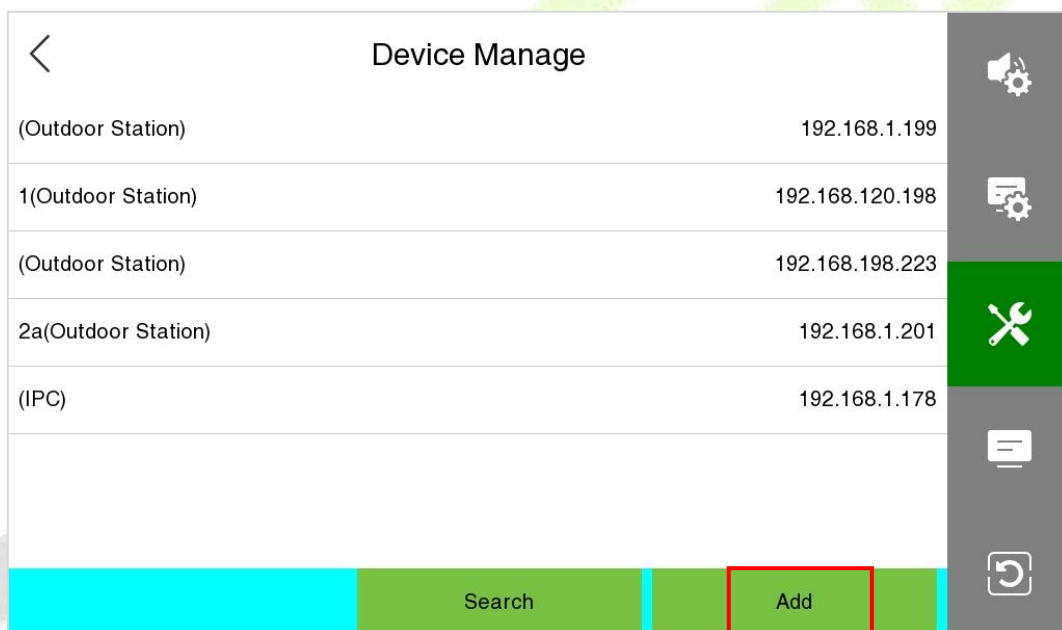 Device Manage
(Outdoor Station) 192.168.1.199
1(Outdoor Station) 192.168.120.198
(Outdoor Station) 192.168.198.223
2a(Outdoor Station) 192.168.1.201
(IPC) 192.168.1.178
Search Add